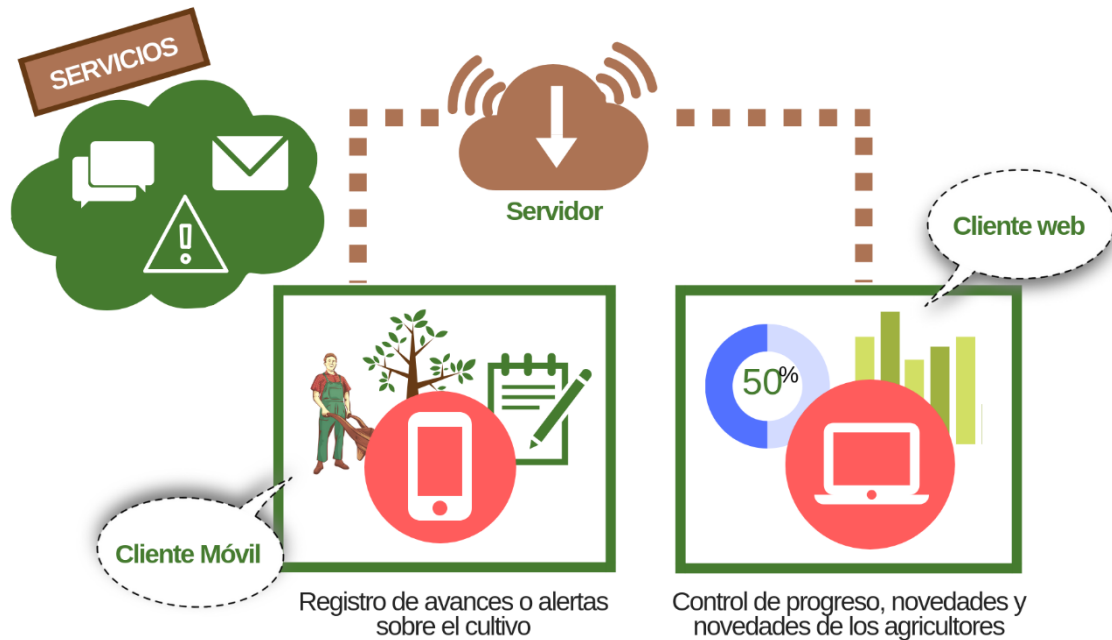 SERVICIOS
Servidor
Cliente web
50%
Cliente Móvil
Registro de avances o alertas
sobre el cultivo
Control de progreso, novedades y
novedades de los agricultores